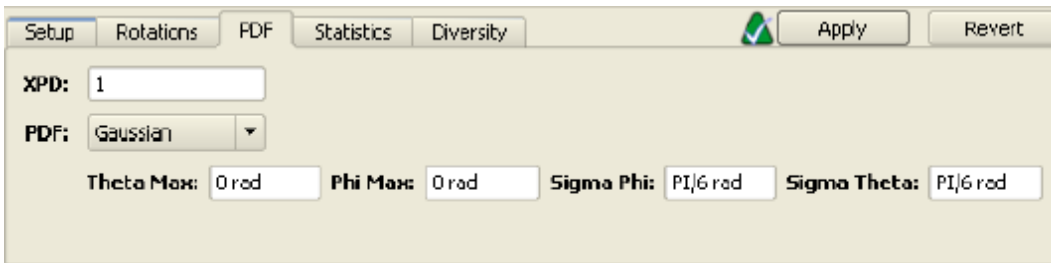 Setup Rotations PDF Statistics Diversity Apply Revert
XPD: 1
PDF: Gaussian
Theta Max: 0 rad Phi Max: 0 rad Sigma Phi: PI/6 rad Sigma Theta: PI/6 rad